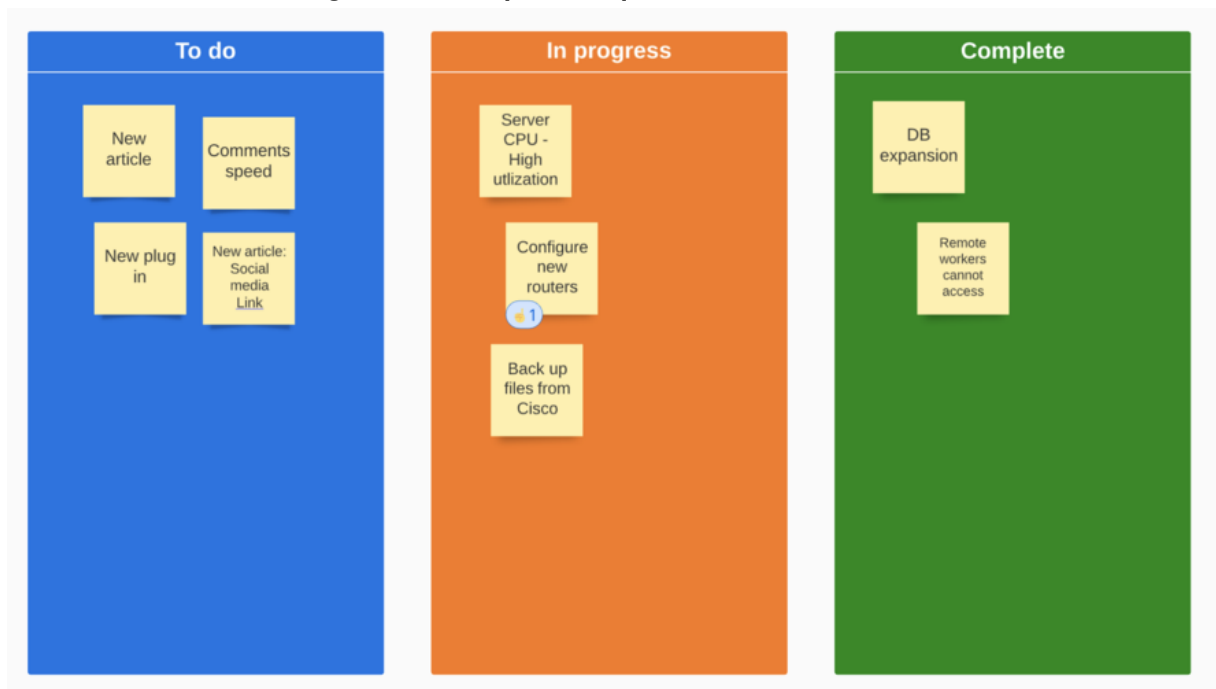 To do
New
article
Comments
speed
New plug
in
New article:
Social
media
Link
In progress
Server
CPU -
High
utlization
Configure
new
routers
1
Back up
files from
Cisco
Complete
DB
expansion
Remote
workers
cannot
access